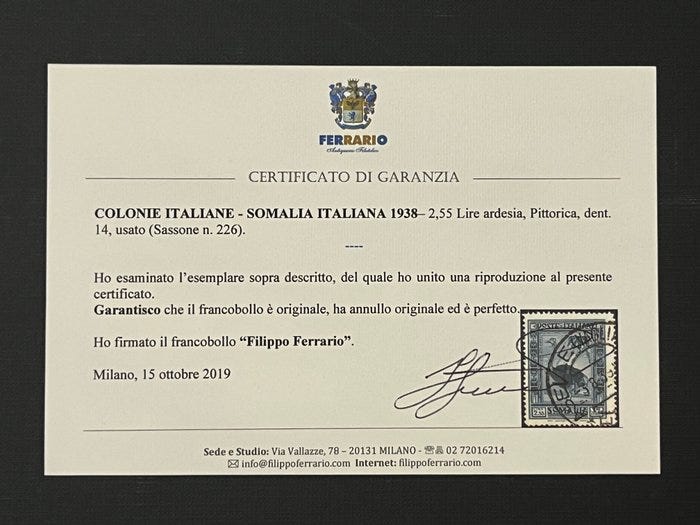 FERRARIO
Antiquario Filatelico
CERTIFICATO DI GARANZIA
COLONIE ITALIANE - SOMALIA ITALIANA 1938– 2,55 Lire ardesia, Pittorica, dent.
14, usato (Sassone n. 226).
----
Ho esaminato l'esemplare sopra descritto, del quale ho unito una riproduzione al presente
certificato.
Garantisco che il francobollo è originale, ha annullo originale ed è perfetto.
Ho firmato il francobollo “Filippo Ferrario”.
Milano, 15 ottobre 2019
POSTE ITALIANE
SOMALIA
Sede e Studio: Via Vallazze, 78 – 20131 MILANO - ☏ 02 72016214
✉ info@filippoferrario.com Internet: filippoferrario.com